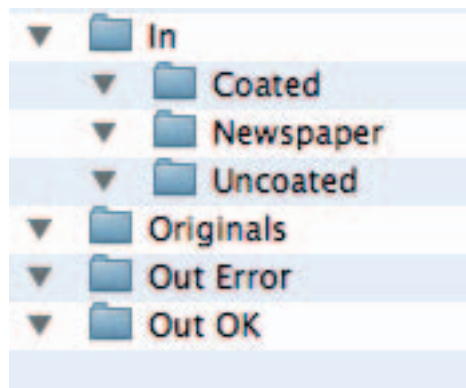 In
Coated
Newspaper
Uncoated
Originals
Out Error
Out OK